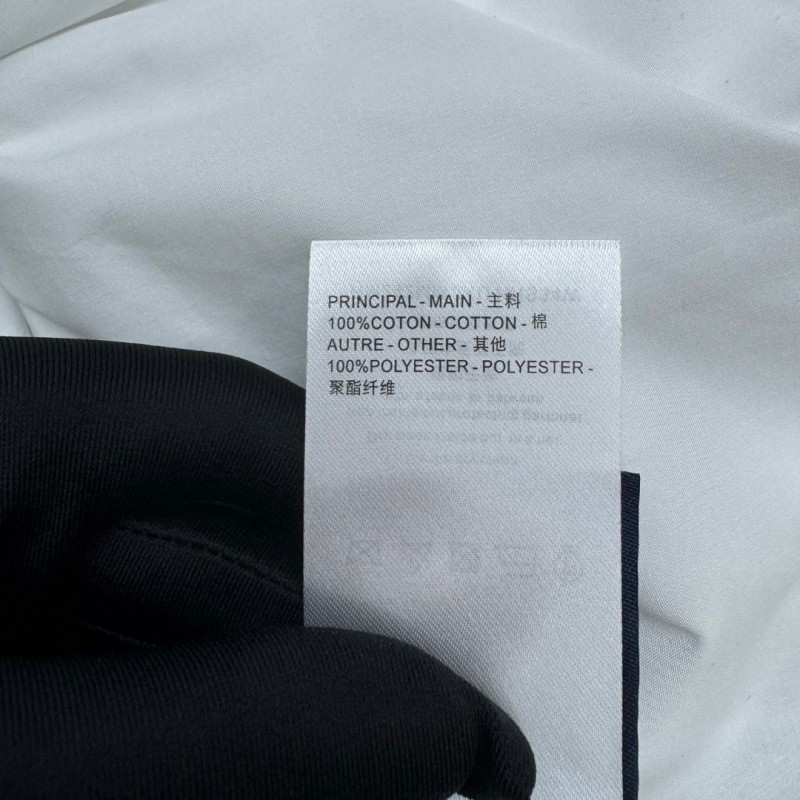 PRINCIPAL - MAIN - 主料
100%COTON - COTTON - 棉
AUTRE - OTHER - 其他
100%POLYESTER - POLYESTER -
聚酯纤维